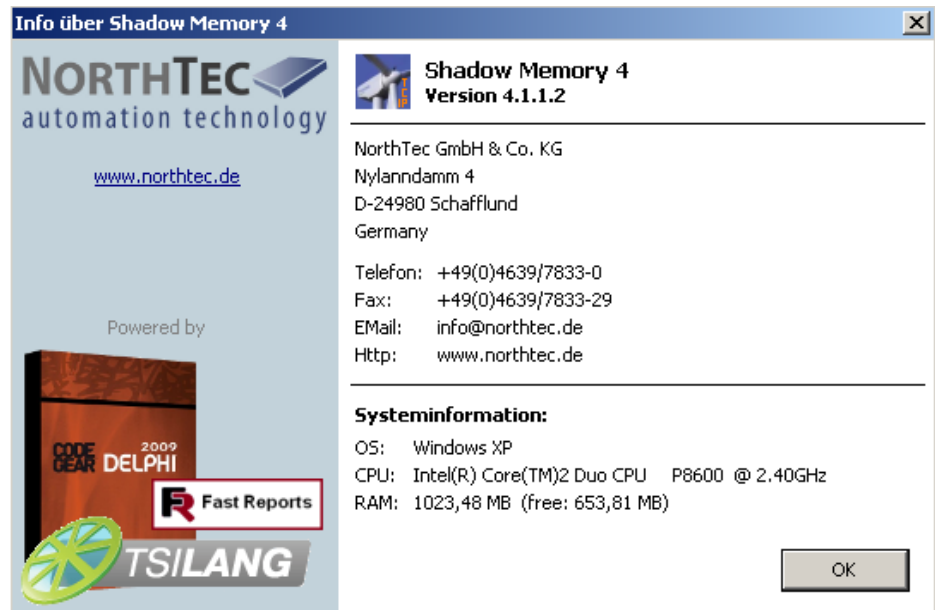 Info über Shadow Memory 4
NORTHTEC
automation technology
www.northtec.de
Powered by
CODE GEAR DELPHI 2009
Fast Reports
TSILANG
TCIP
Shadow Memory 4
Version 4.1.1.2
NorthTec GmbH & Co. KG
Nylanndamm 4
D-24980 Schafflund
Germany
Telefon: +49(0)4639/7833-0
Fax: +49(0)4639/7833-29
EMail: info@northtec.de
Http: www.northtec.de
Systeminformation:
OS: Windows XP
CPU: Intel(R) Core(TM)2 Duo CPU P8600 @ 2.40GHz
RAM: 1023,48 MB (free: 653,81 MB)
OK